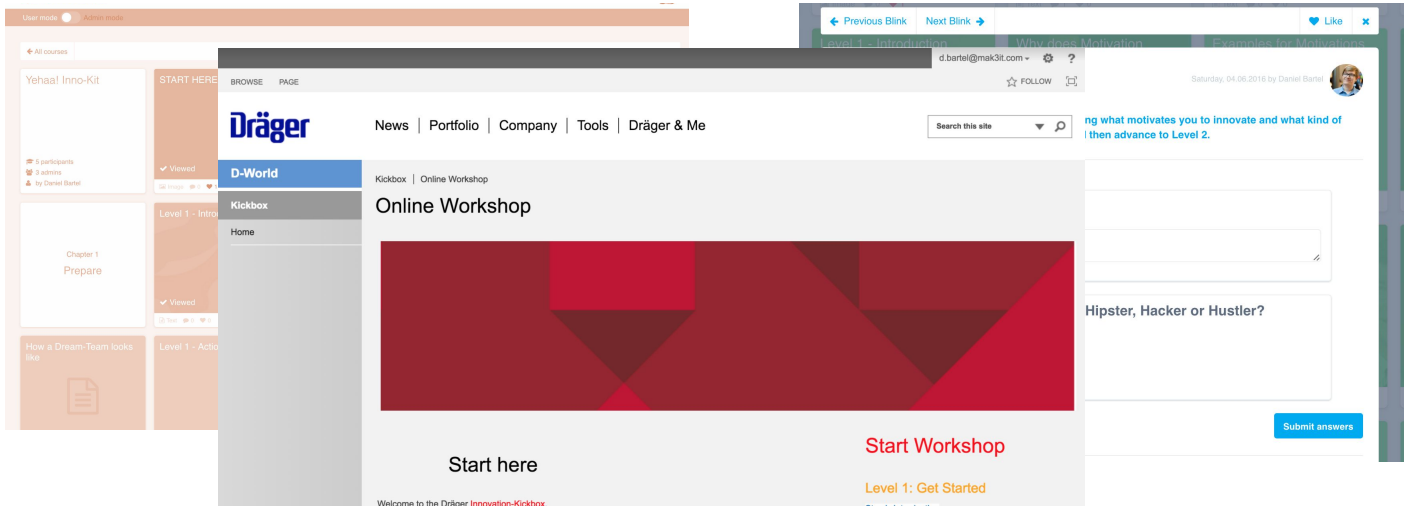 User mode Admin mode
All courses
Yehaa! Inno-Kit
5 participants
3 admins
by Daniel Bartel
START HERE
Viewed
Image 0
Chapter 1
Prepare
Level 1 - Intro
Viewed
Text 0 0
How a Dream-Team looks
like
Level 1 - Actio
d.bartel@mak3it.com
?
BROWSE PAGE
FOLLOW
Dräger
News | Portfolio | Company | Tools | Dräger & Me
Search this site
D-World
Kickbox
Home
Kickbox | Online Workshop
Online Workshop
Start here
Welcome to the Dräger Innovation-Kickbox.
Start Workshop
Level 1: Get Started
Previous Blink Next Blink
Like
Level 1 - Introduction
Why does Motivation
Examples for Motivations
Saturday, 04.06.2016 by Daniel Bartel
ng what motivates you to innovate and what kind of
then advance to Level 2.
Hipster, Hacker or Hustler?
Submit answers